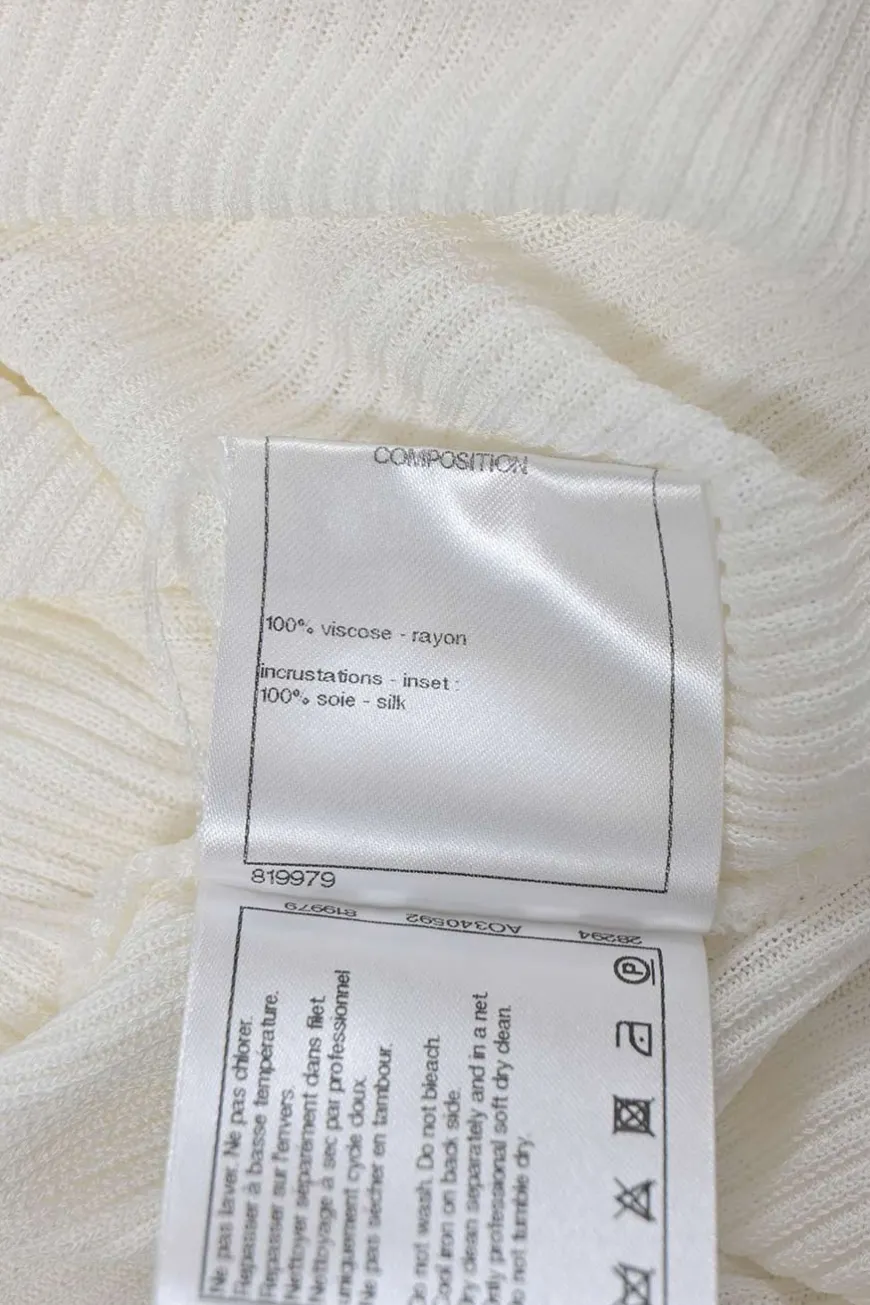 COMPOSITION
100% viscose - rayon
incrustations - inset :
100% soie - silk
819979
819979 AO340592 28294
Ne pas laver. Ne pas chlorer.
Repasser à basse température.
Repasser sur l'envers.
Nettoyer séparément dans filet.
Nettoyage à sec par professionnel
uniquement cycle doux.
Ne pas sécher en tambour.
Do not wash. Do not bleach.
Cool iron on back side.
Dry clean separately and in a net.
professional soft dry clean.
Do not tumble dry.
P